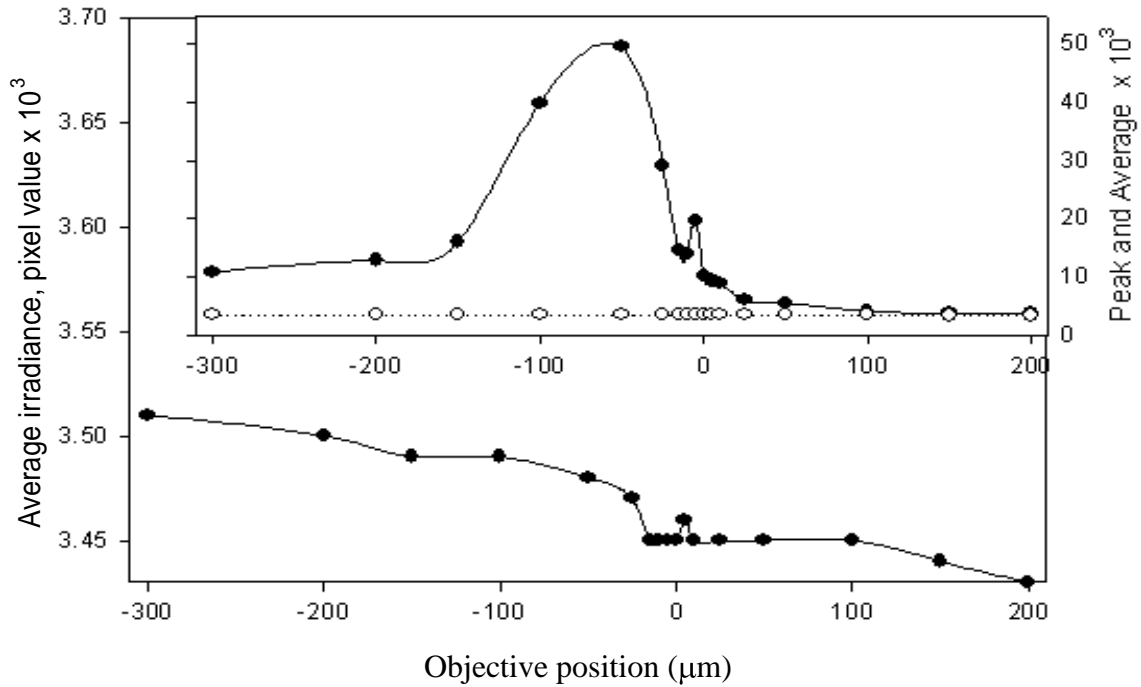 Average irradiance, pixel value x 10³
3.70
3.65
3.60
3.55
3.50
3.45
Peak and Average x 10³
50
40
30
20
10
0
-300 -200 -100 0 100 200
-300 -200 -100 0 100 200
Objective position (μm)